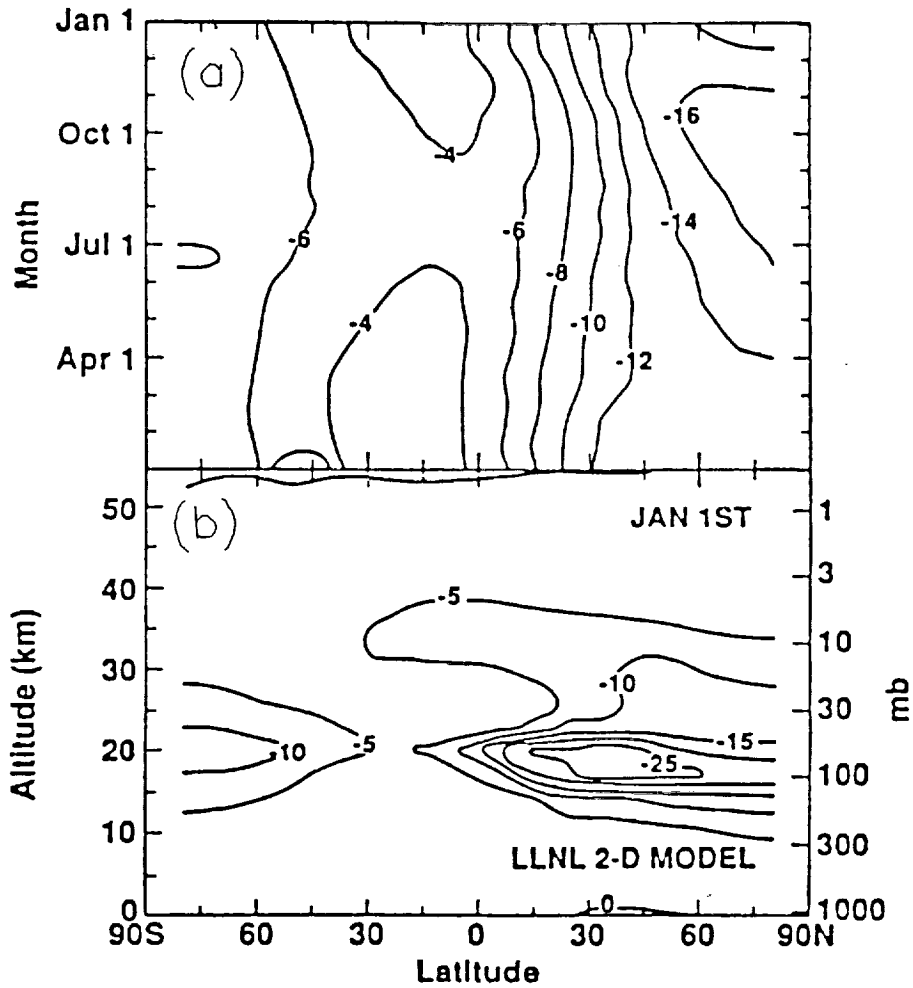 Jan 1
(a)
-16
Oct 1
-4
-14
Month
-6
-6
Jul 1
-8
-4
-10
Apr 1
-12
50
(b)
JAN 1ST
1
40
-5
3
Altitude (km)
10
30
-10
30
mb
-15
20
-10
-5
-25
100
10
LLNL 2-D MODEL
300
0
0
1000
90S
60
30
0
30
60
90N
Latitude